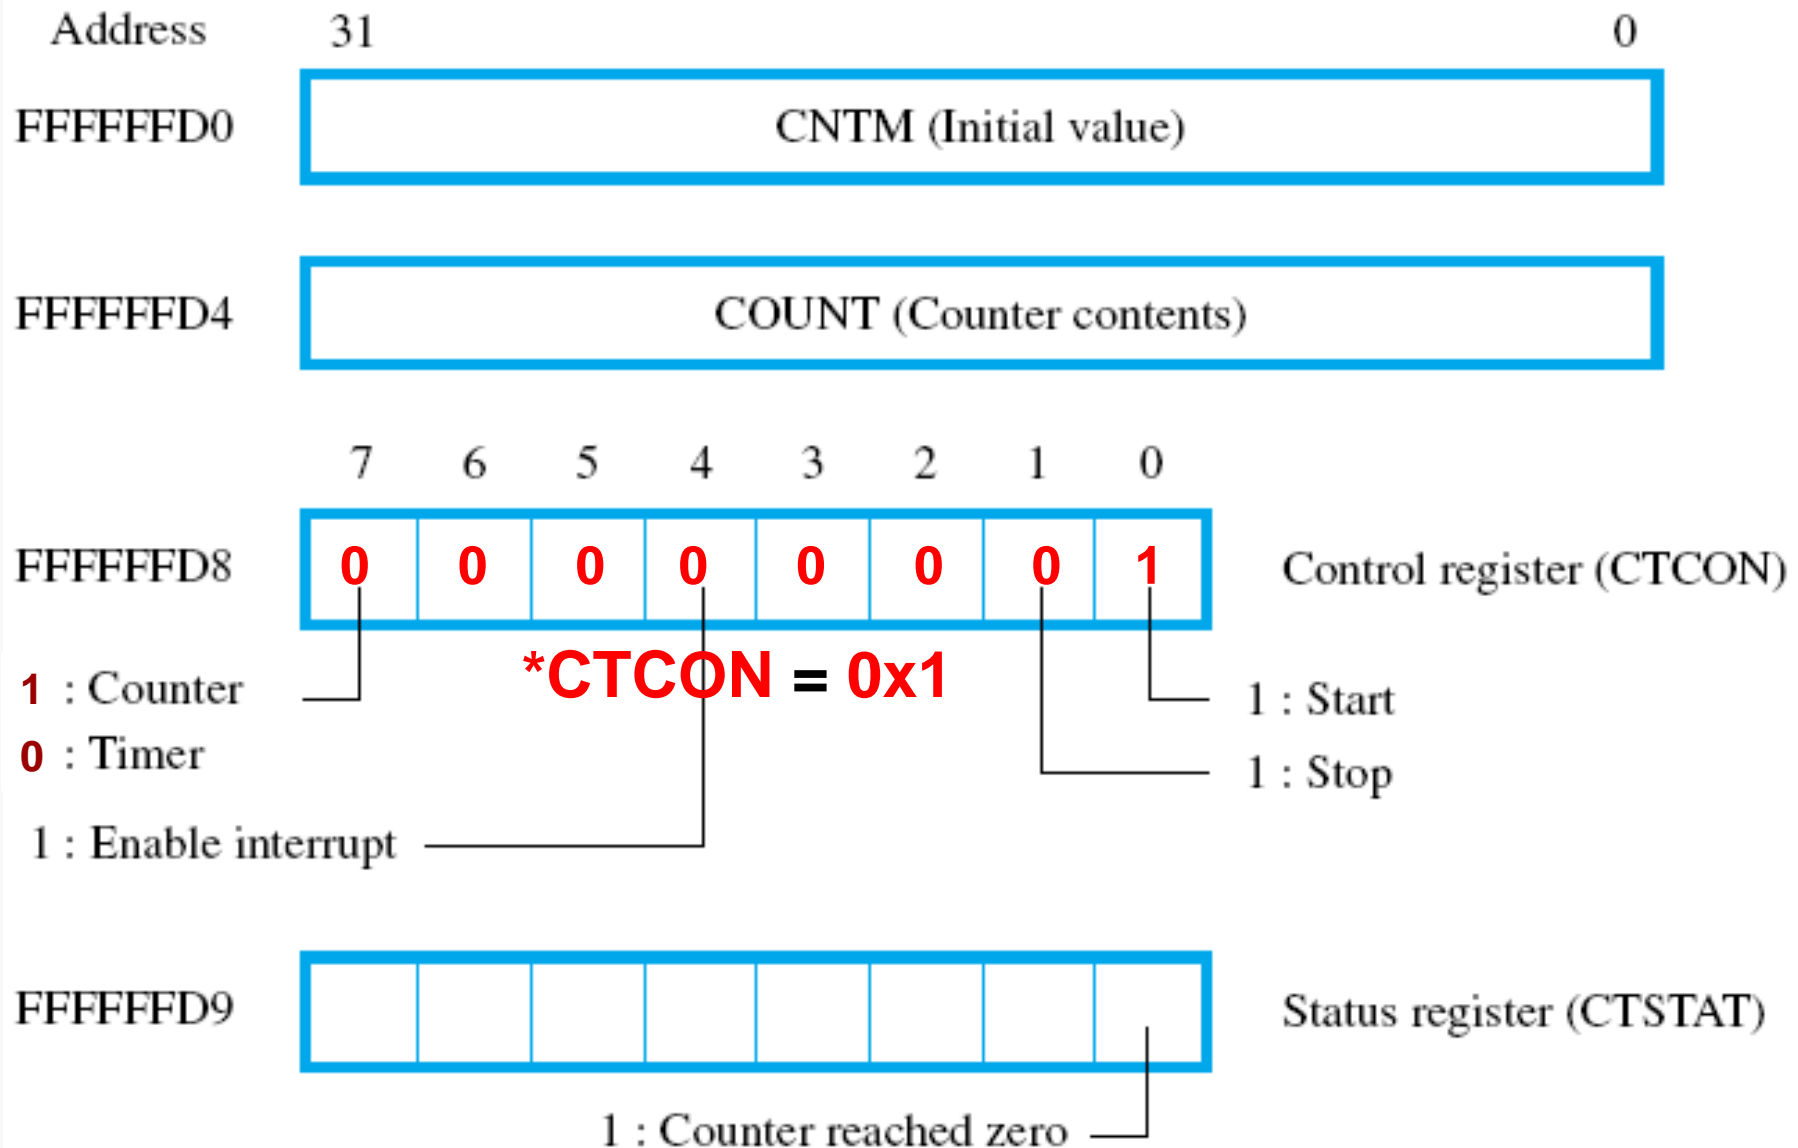 Address 31 0
FFFFFFD0 CNTM (Initial value)
FFFFFFD4 COUNT (Counter contents)
7 6 5 4 3 2 1 0
FFFFFFD8 0 0 0 0 0 0 0 1 Control register (CTCON)
*CTCON = 0x1
1 : Counter 1 : Start
0 : Timer 1 : Stop
1 : Enable interrupt
FFFFFFD9 Status register (CTSTAT)
1 : Counter reached zero